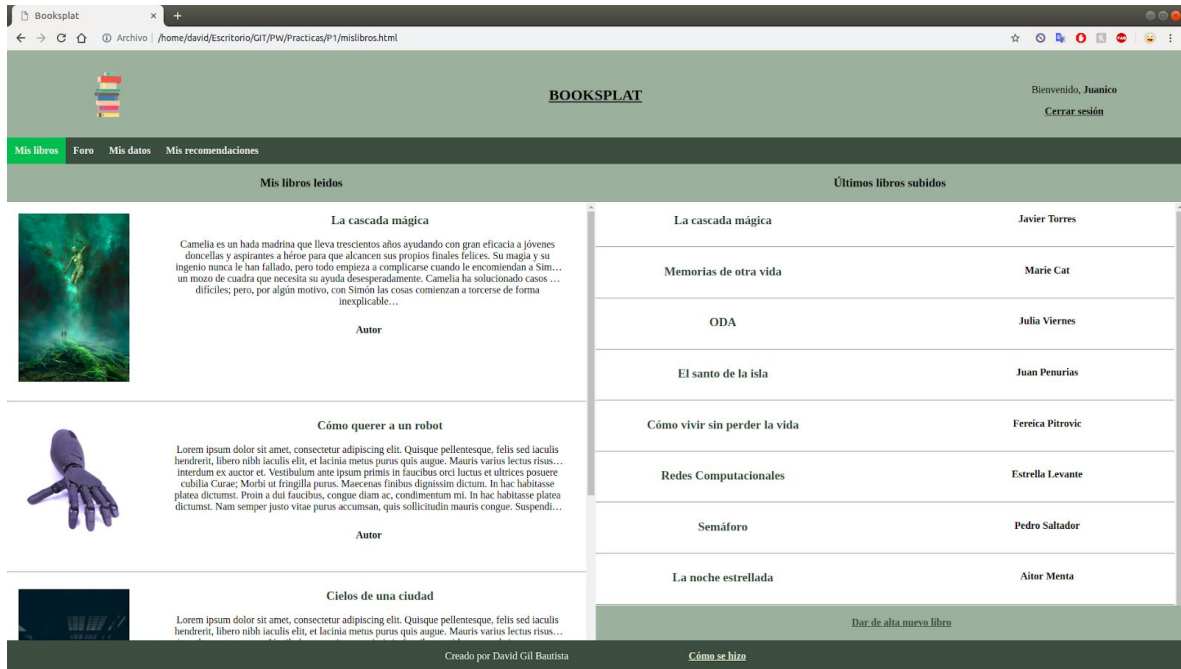 Booksplat
Archivo | /home/david/Escritorio/GIT/PW/Practicas/P1/mislibros.html
BOOKSPLAT
Bienvenido, Juanico
Cerrar sesión
Mis libros Foro Mis datos Mis recomendaciones
Mis libros leidos
La cascada mágica
Camelia es un hada madrina que lleva trescientos años ayudando con gran eficacia a jóvenes
doncellas y aspirantes a héroe para que alcancen sus propios finales felices. Su magia y su
ingenio nunca le han fallado, pero todo empieza a complicarse cuando le encomiendan a Sim…
un mozo de cuadra que necesita su ayuda desesperadamente. Camelia ha solucionado casos …
difíciles; pero, por algún motivo, con Simón las cosas comienzan a torcerse de forma
inexplicable…
Autor
Cómo querer a un robot
Lorem ipsum dolor sit amet, consectetur adipiscing elit. Quisque pellentesque, felis sed iaculis
hendrerit, libero nibh iaculis elit, et lacinia metus purus quis augue. Mauris varius lectus risus…
interdum ex auctor et. Vestibulum ante ipsum primis in faucibus orci luctus et ultrices posuere
cubilia Curae; Morbi ut fringilla purus. Maecenas finibus dignissim dictum. In hac habitasse
platea dictumst. Proin a dui faucibus, congue diam ac, condimentum mi. In hac habitasse platea
dictumst. Nam semper justo vitae purus accumsan, quis sollicitudin mauris congue. Suspendi…
Autor
Cielos de una ciudad
Lorem ipsum dolor sit amet, consectetur adipiscing elit. Quisque pellentesque, felis sed iaculis
hendrerit, libero nibh iaculis elit, et lacinia metus purus quis augue. Mauris varius lectus risus…
Últimos libros subidos
La cascada mágica Javier Torres
Memorias de otra vida Marie Cat
ODA Julia Viernes
El santo de la isla Juan Penurias
Cómo vivir sin perder la vida Fereica Pitrovic
Redes Computacionales Estrella Levante
Semáforo Pedro Saltador
La noche estrellada Aitor Menta
Dar de alta nuevo libro
Creado por David Gil Bautista Cómo se hizo